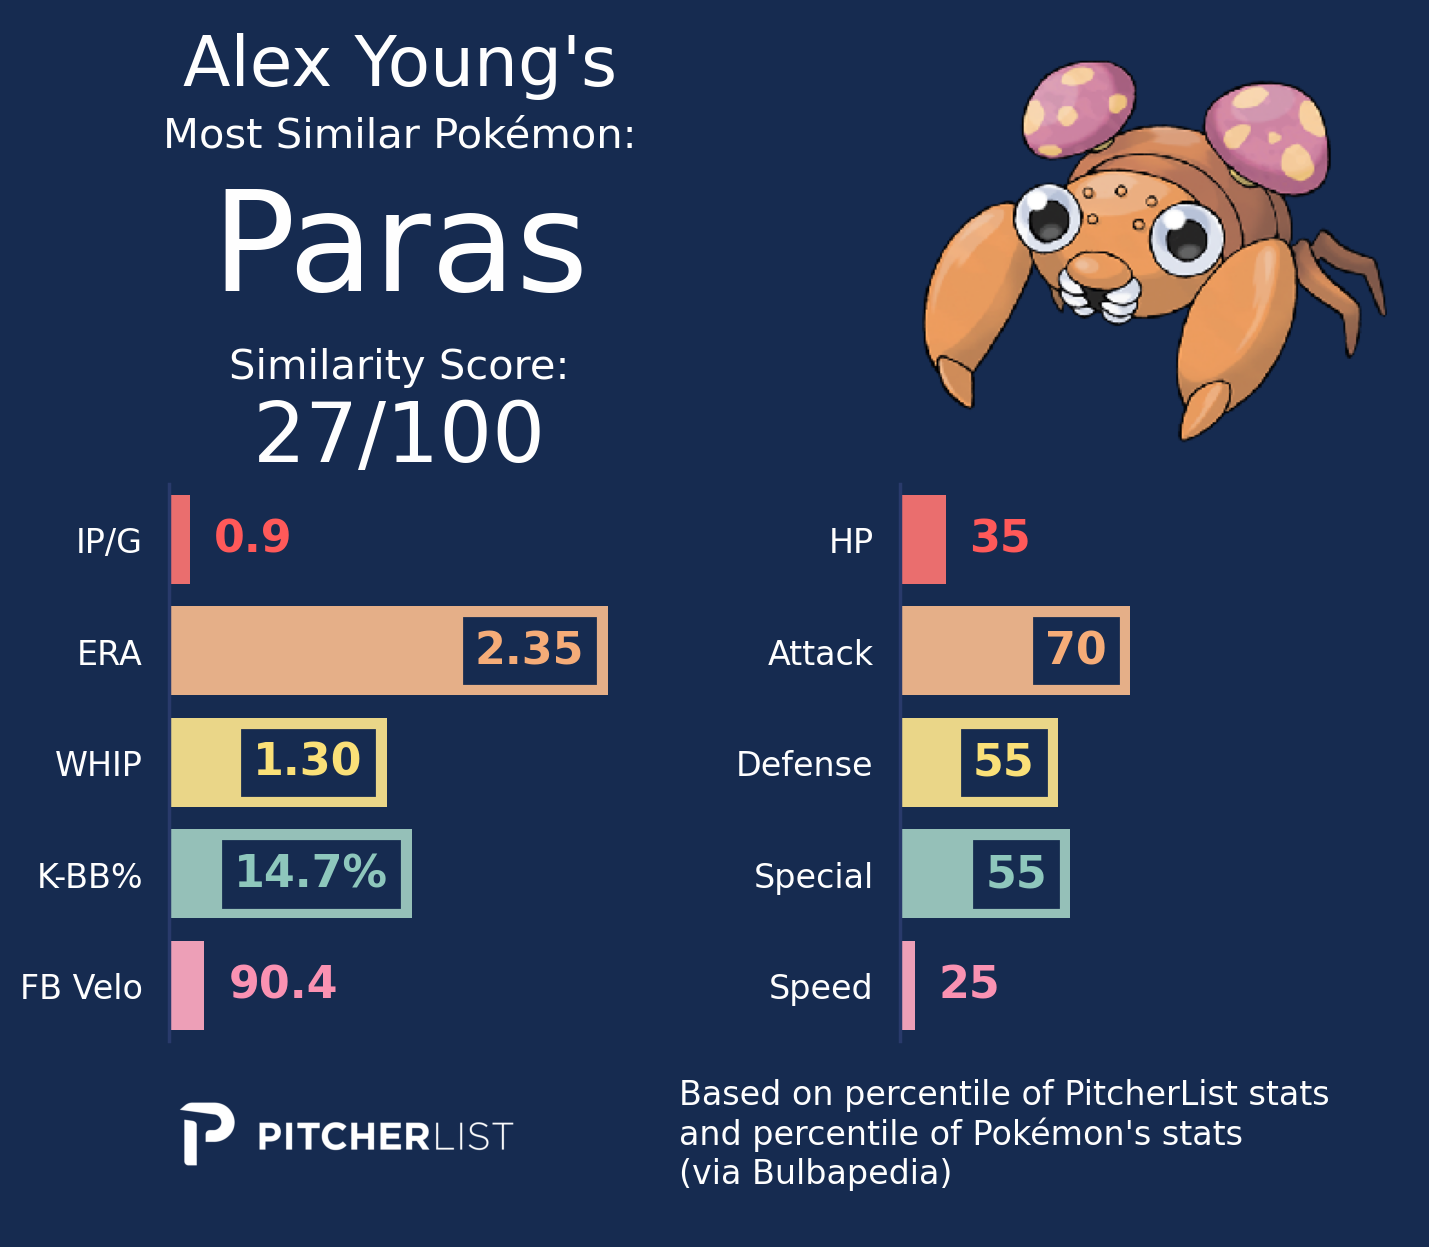 Alex Young's
Most Similar Pokémon:
Paras
Similarity Score:
27/100
IP/G 0.9
ERA 2.35
WHIP 1.30
K-BB% 14.7%
FB Velo 90.4
HP 35
Attack 70
Defense 55
Special 55
Speed 25
PITCHERLIST
Based on percentile of PitcherList stats
and percentile of Pokémon's stats
(via Bulbapedia)